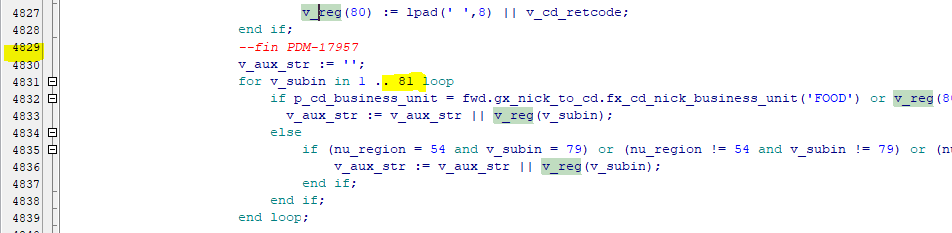 4827 v_reg(80) := lpad(' ',8) || v_cd_retcode;
4828 end if;
4829 --fin PDM-17957
4830 v_aux_str := '';
4831 for v_subin in 1 .. 81 loop
4832 if p_cd_business_unit = fwd.gx_nick_to_cd.fx_cd_nick_business_unit('FOOD') or v_reg(8
4833 v_aux_str := v_aux_str || v_reg(v_subin);
4834 else
4835 if (nu_region = 54 and v_subin = 79) or (nu_region != 54 and v_subin != 79) or (n
4836 v_aux_str := v_aux_str || v_reg(v_subin);
4837 end if;
4838 end if;
4839 end loop;